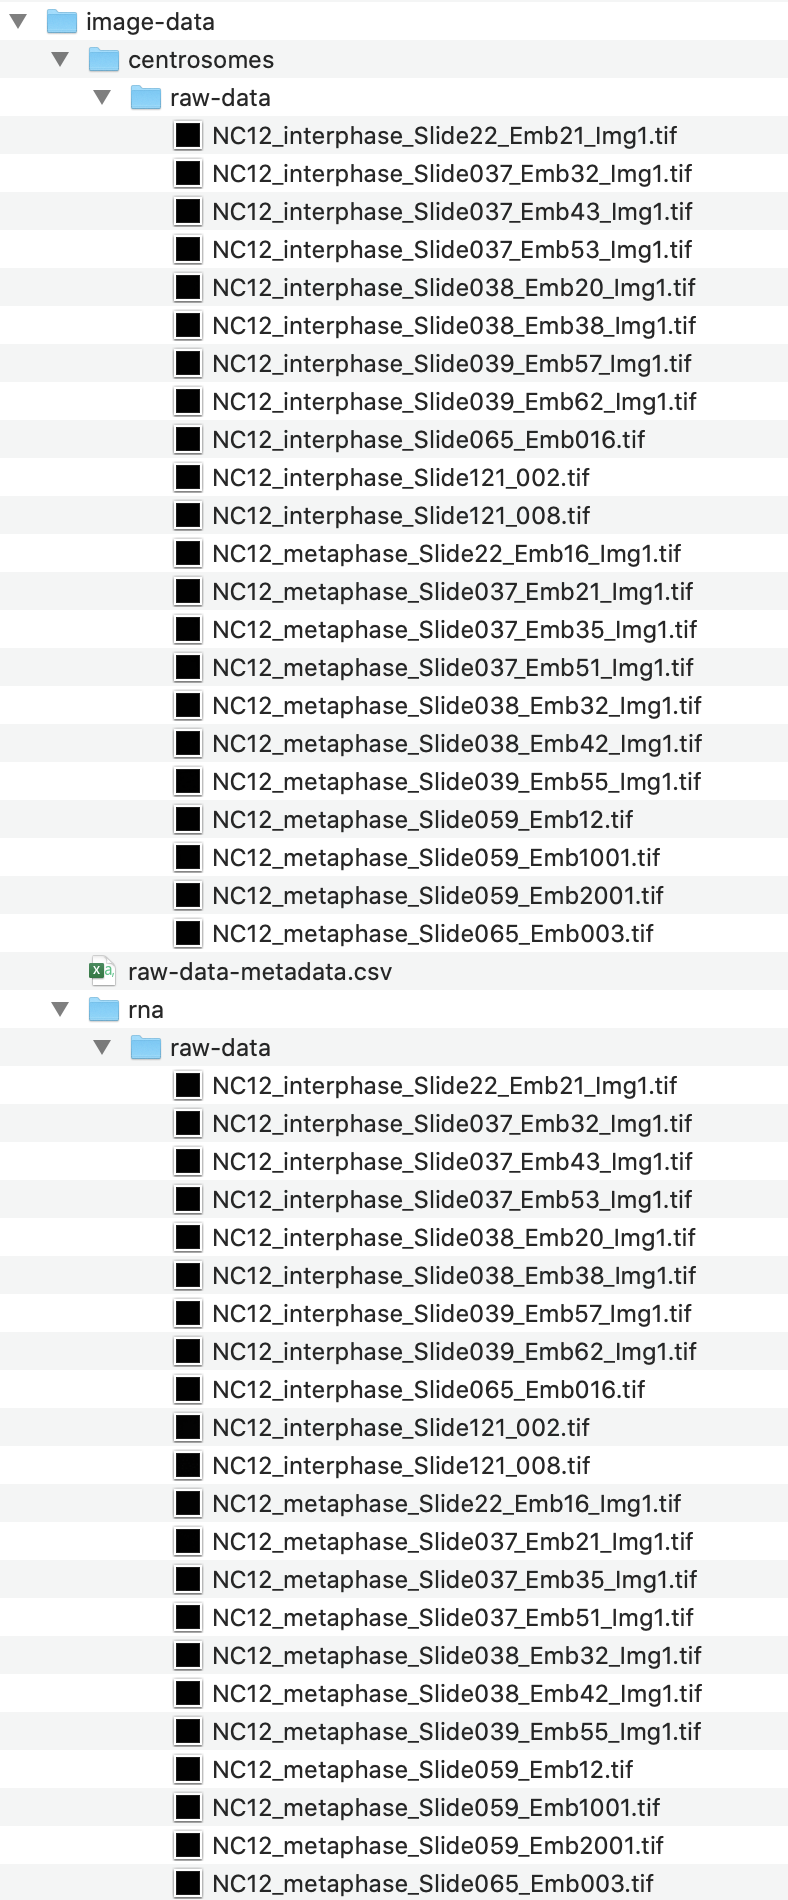 image-data
centrosomes
raw-data
NC12_interphase_Slide22_Emb21_Img1.tif
NC12_interphase_Slide037_Emb32_Img1.tif
NC12_interphase_Slide037_Emb43_Img1.tif
NC12_interphase_Slide037_Emb53_Img1.tif
NC12_interphase_Slide038_Emb20_Img1.tif
NC12_interphase_Slide038_Emb38_Img1.tif
NC12_interphase_Slide039_Emb57_Img1.tif
NC12_interphase_Slide039_Emb62_Img1.tif
NC12_interphase_Slide065_Emb016.tif
NC12_interphase_Slide121_002.tif
NC12_interphase_Slide121_008.tif
NC12_metaphase_Slide22_Emb16_Img1.tif
NC12_metaphase_Slide037_Emb21_Img1.tif
NC12_metaphase_Slide037_Emb35_Img1.tif
NC12_metaphase_Slide037_Emb51_Img1.tif
NC12_metaphase_Slide038_Emb32_Img1.tif
NC12_metaphase_Slide038_Emb42_Img1.tif
NC12_metaphase_Slide039_Emb55_Img1.tif
NC12_metaphase_Slide059_Emb12.tif
NC12_metaphase_Slide059_Emb1001.tif
NC12_metaphase_Slide059_Emb2001.tif
NC12_metaphase_Slide065_Emb003.tif
raw-data-metadata.csv
rna
raw-data
NC12_interphase_Slide22_Emb21_Img1.tif
NC12_interphase_Slide037_Emb32_Img1.tif
NC12_interphase_Slide037_Emb43_Img1.tif
NC12_interphase_Slide037_Emb53_Img1.tif
NC12_interphase_Slide038_Emb20_Img1.tif
NC12_interphase_Slide038_Emb38_Img1.tif
NC12_interphase_Slide039_Emb57_Img1.tif
NC12_interphase_Slide039_Emb62_Img1.tif
NC12_interphase_Slide065_Emb016.tif
NC12_interphase_Slide121_002.tif
NC12_interphase_Slide121_008.tif
NC12_metaphase_Slide22_Emb16_Img1.tif
NC12_metaphase_Slide037_Emb21_Img1.tif
NC12_metaphase_Slide037_Emb35_Img1.tif
NC12_metaphase_Slide037_Emb51_Img1.tif
NC12_metaphase_Slide038_Emb32_Img1.tif
NC12_metaphase_Slide038_Emb42_Img1.tif
NC12_metaphase_Slide039_Emb55_Img1.tif
NC12_metaphase_Slide059_Emb12.tif
NC12_metaphase_Slide059_Emb1001.tif
NC12_metaphase_Slide059_Emb2001.tif
NC12_metaphase_Slide065_Emb003.tif